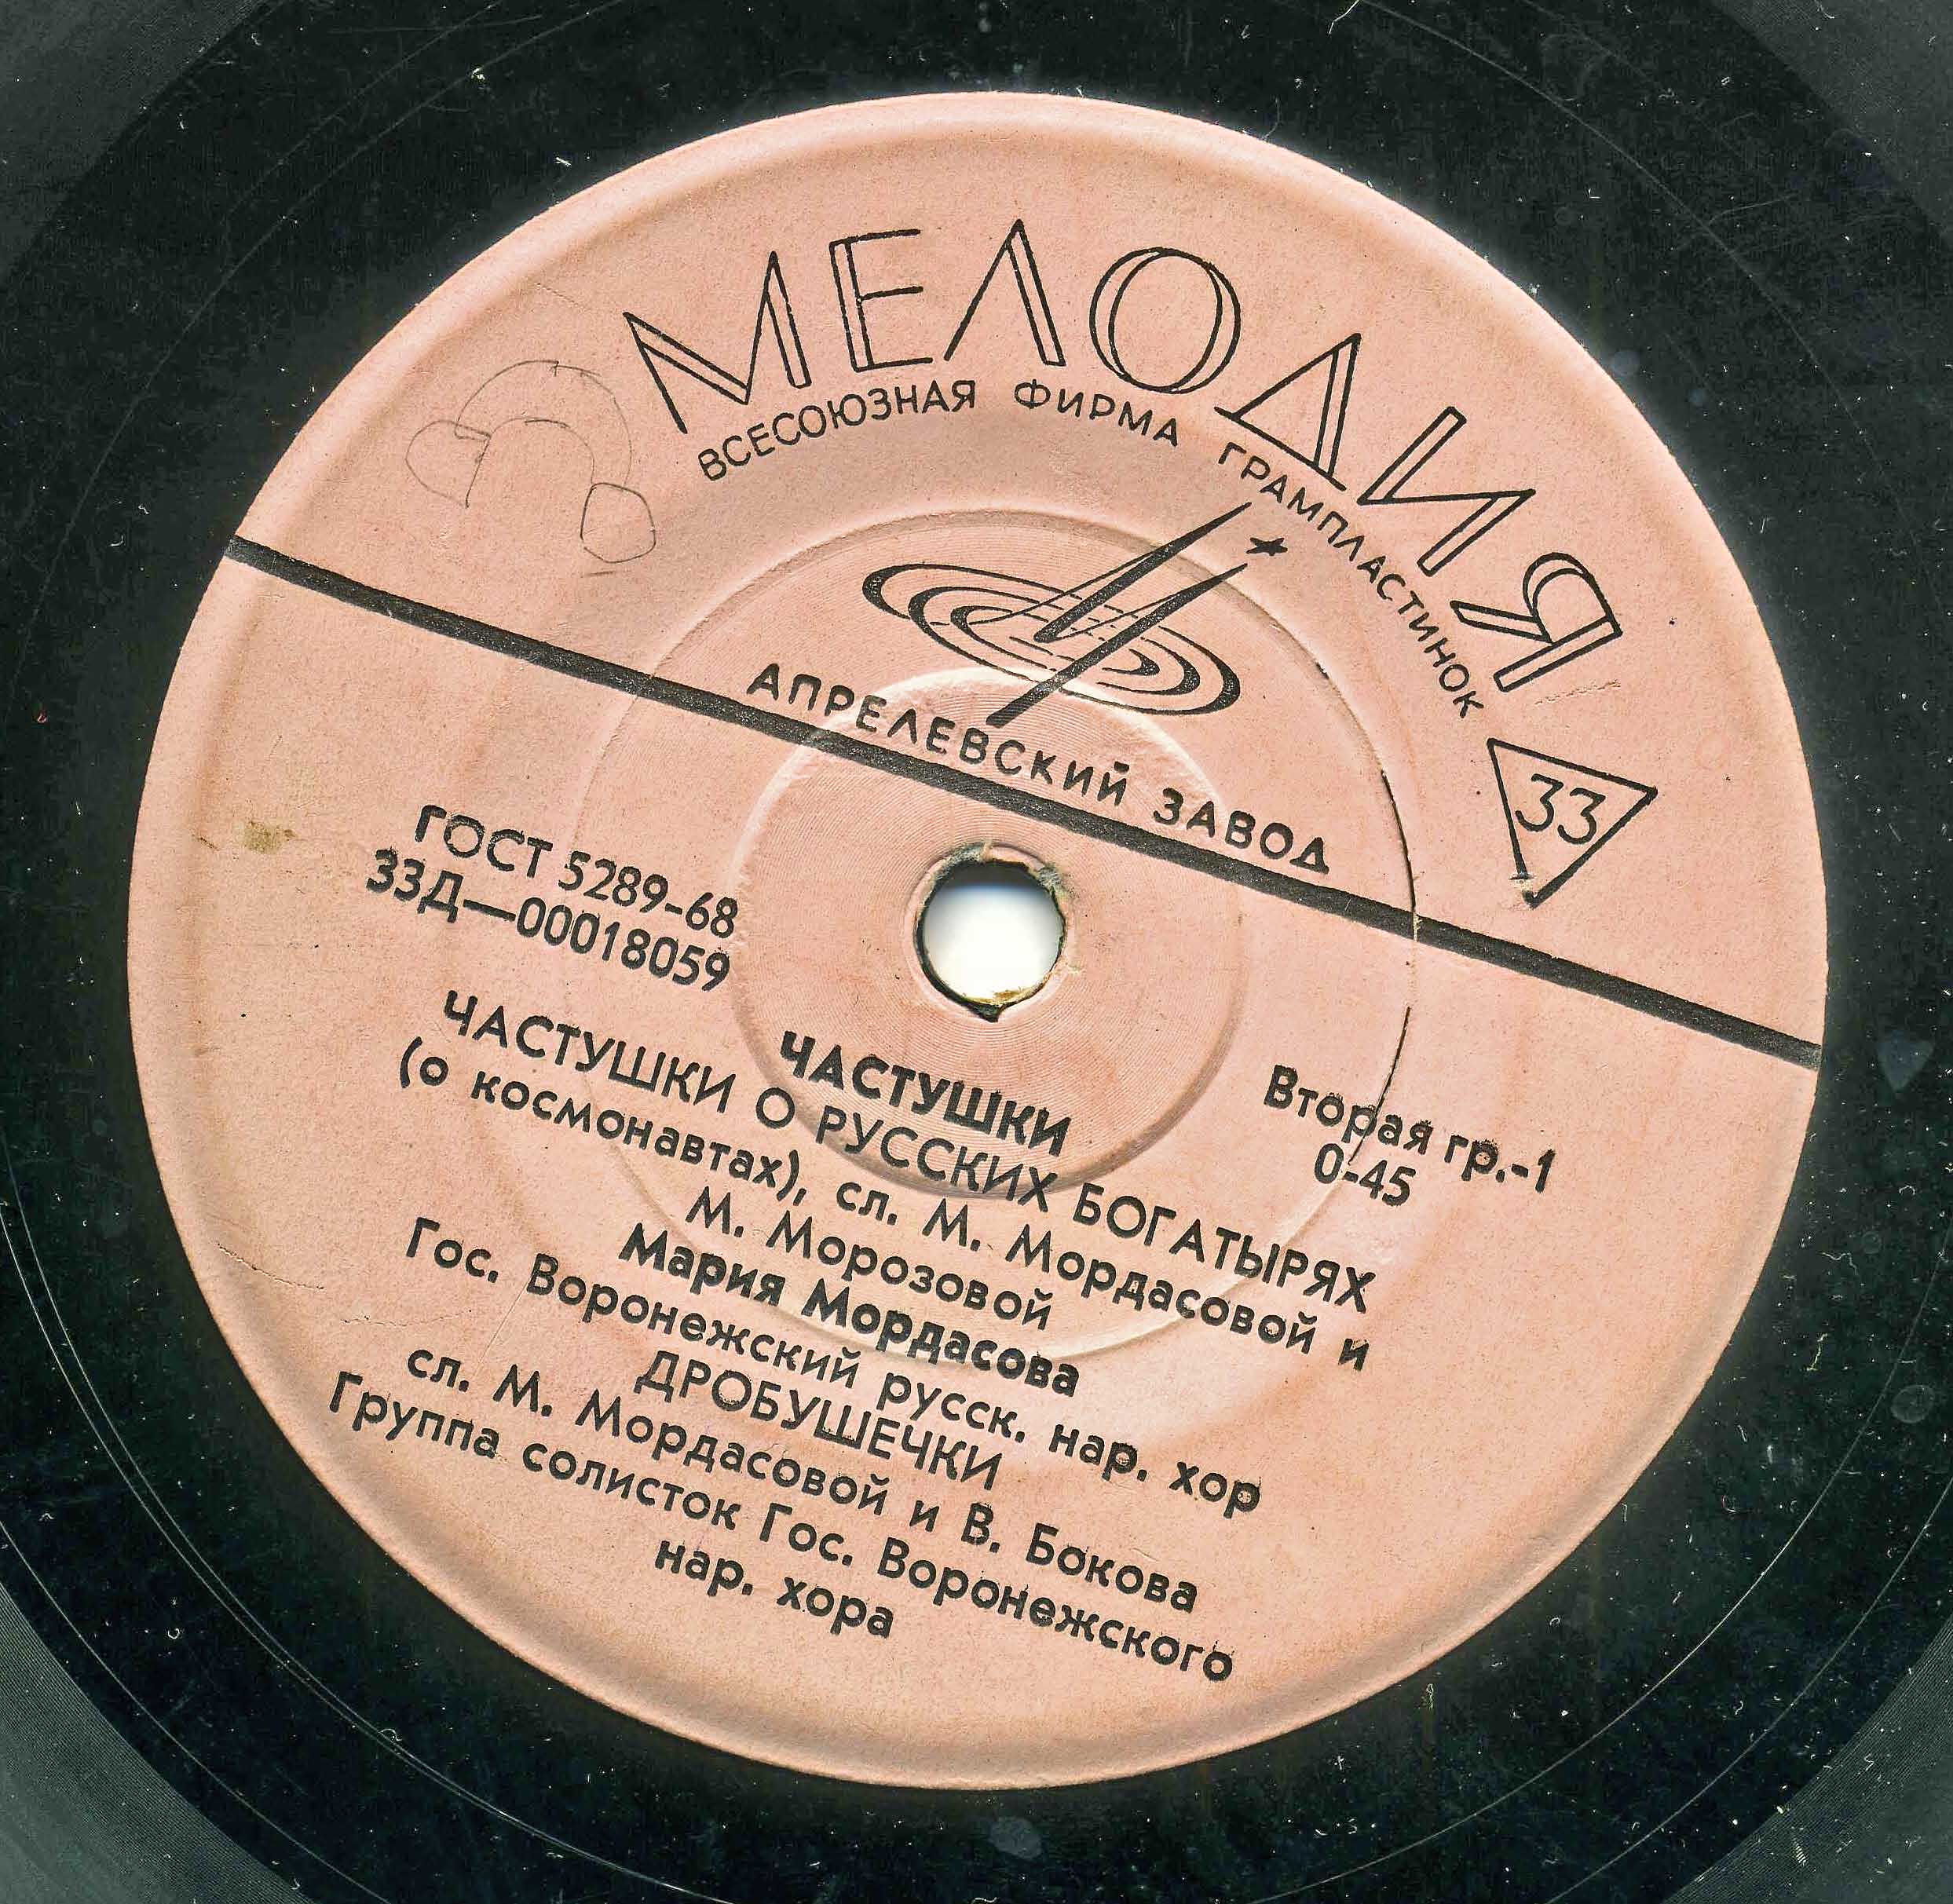 МЕЛОДИЯ
ВСЕСОЮЗНАЯ ФИРМА ГРАМПЛАСТИНОК
АПРЕЛЕВСКИЙ ЗАВОД
33
ГОСТ 5289-68
33Д—00018059
Вторая гр.-1
0-45
ЧАСТУШКИ
ЧАСТУШКИ О РУССКИХ БОГАТЫРЯХ
(о космонавтах), сл. М. Мордасовой и
М. Морозовой
Мария Мордасова
Гос. Воронежский русск. нар. хор
ДРОБУШЕЧКИ
сл. М. Мордасовой и В. Бокова
Группа солисток Гос. Воронежского
нар. хора